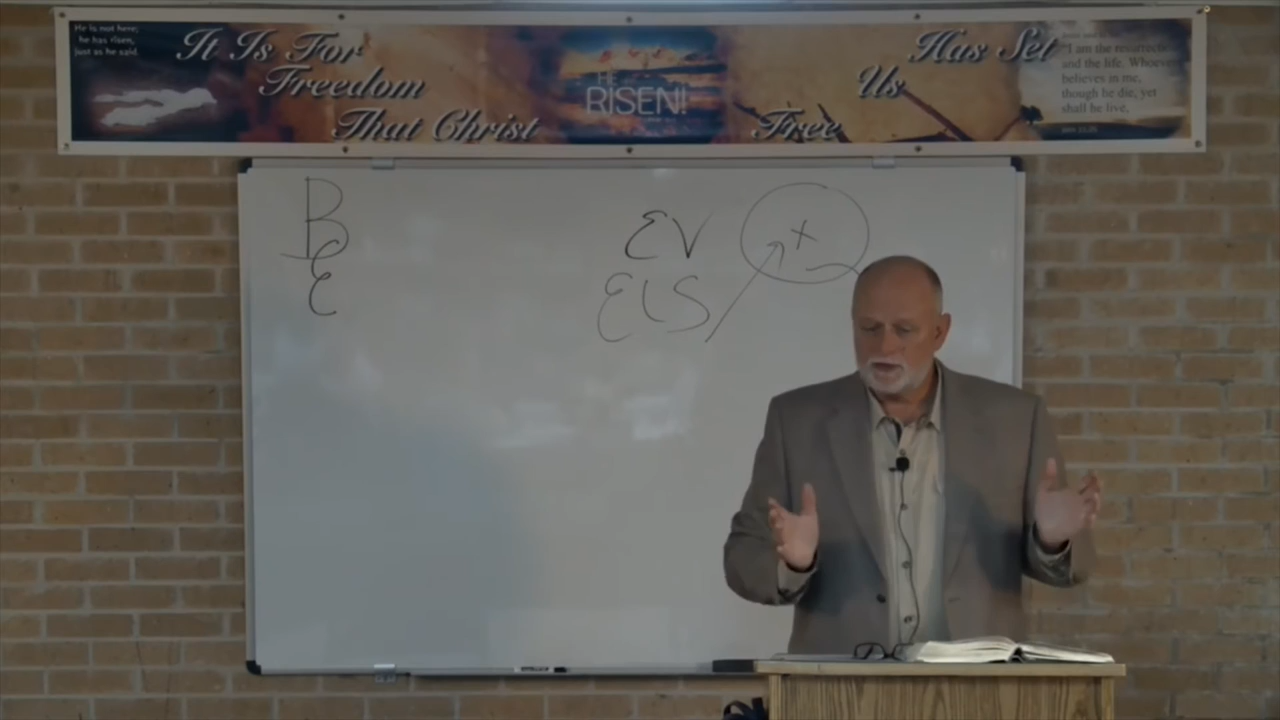 He is not here;
he has risen,
just as he said.
It Is For
Freedom
That Christ
HE
RISEN!
Has Set
Us
Free
"I am the resurrection
and the life. Whoever
believes in me,
though he die, yet
shall he live,
B
E
EV
EIS
X